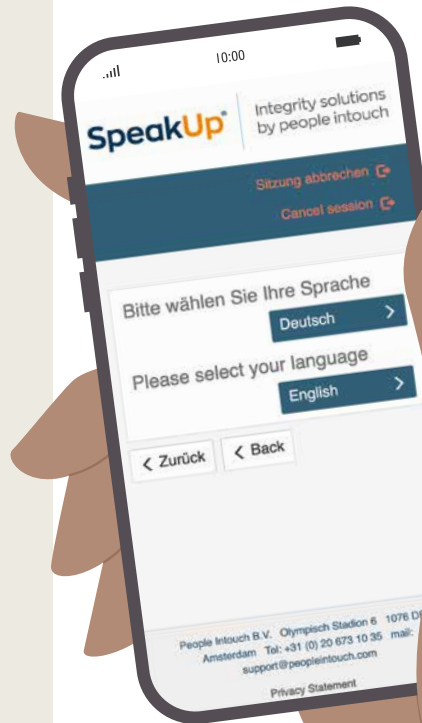 10:00
SpeakUp®
Integrity solutions
by people intouch
Sitzung abbrechen
Cancel session
Bitte wählen Sie Ihre Sprache
Deutsch >
Please select your language
English >
< Zurück < Back
People Intouch B.V. Olympisch Stadion 6 1076 DE
Amsterdam Tel: +31 (0) 20 673 10 35 mail:
support@peopleintouch.com
Privacy Statement